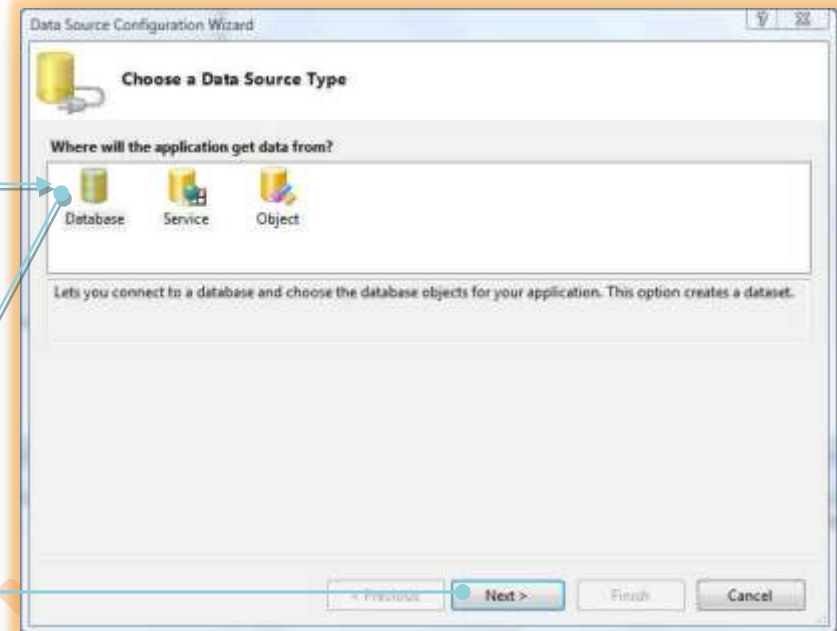 Data Source Configuration Wizard
Choose a Data Source Type
Where will the application get data from?
Database Service Object
Lets you connect to a database and choose the database objects for your application. This option creates a dataset.
< Previous Next > Finish Cancel